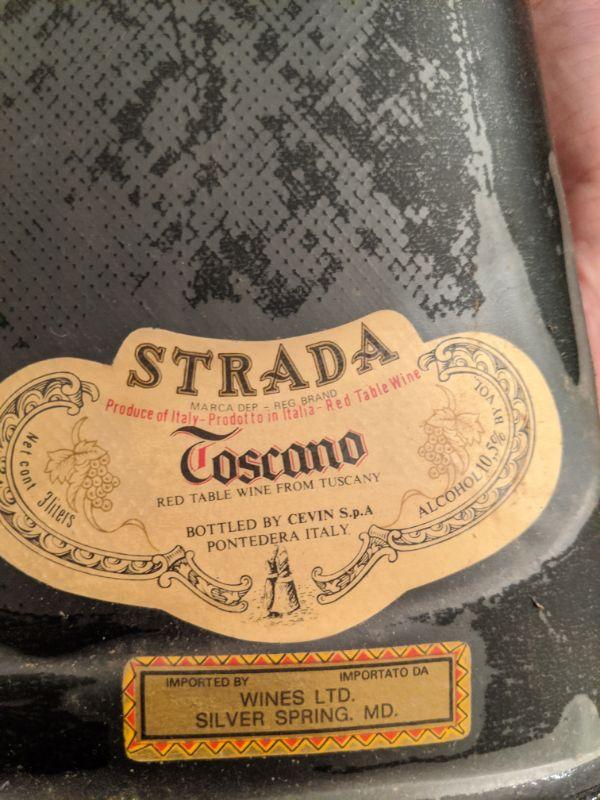 STRADA
MARCA DEP - REG. BRAND
Produce of Italy - Prodotto in Italia - Red Table Wine
Toscano
RED TABLE WINE FROM TUSCANY
Net cont 3 liters
ALCOHOL 10,5% BY VOL
BOTTLED BY CEVIN S.p.A
PONTEDERA ITALY.
IMPORTED BY IMPORTATO DA
WINES LTD.
SILVER SPRING. MD.